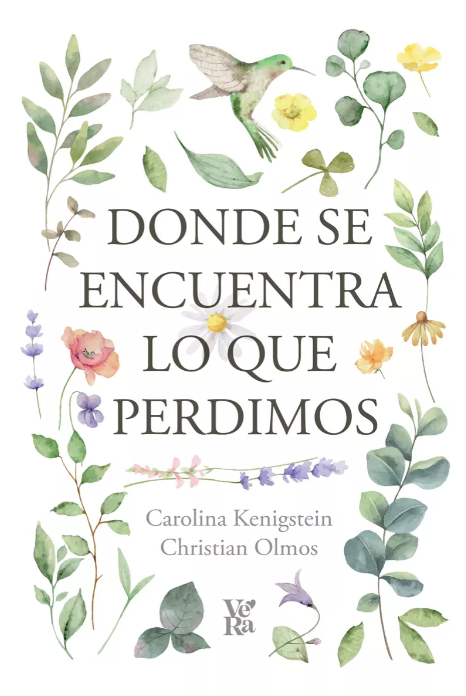 DONDE SE
ENCUENTRA
LO QUE
PERDIMOS
Carolina Kenigstein
Christian Olmos
VeRa